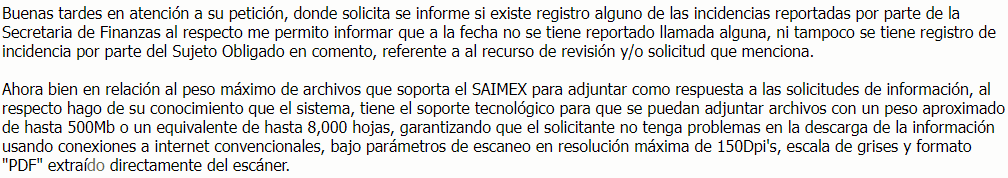 Buenas tardes en atención a su petición, donde solicita se informe si existe registro alguno de las incidencias reportadas por parte de la
Secretaria de Finanzas al respecto me permito informar que a la fecha no se tiene reportado llamada alguna, ni tampoco se tiene registro de
incidencia por parte del Sujeto Obligado en comento, referente a al recurso de revisión y/o solicitud que menciona.
Ahora bien en relación al peso máximo de archivos que soporta el SAIMEX para adjuntar como respuesta a las solicitudes de información, al
respecto hago de su conocimiento que el sistema, tiene el soporte tecnológico para que se puedan adjuntar archivos con un peso aproximado
de hasta 500Mb o un equivalente de hasta 8,000 hojas, garantizando que el solicitante no tenga problemas en la descarga de la información
usando conexiones a internet convencionales, bajo parámetros de escaneo en resolución máxima de 150Dpi's, escala de grises y formato
"PDF" extraído directamente del escáner.